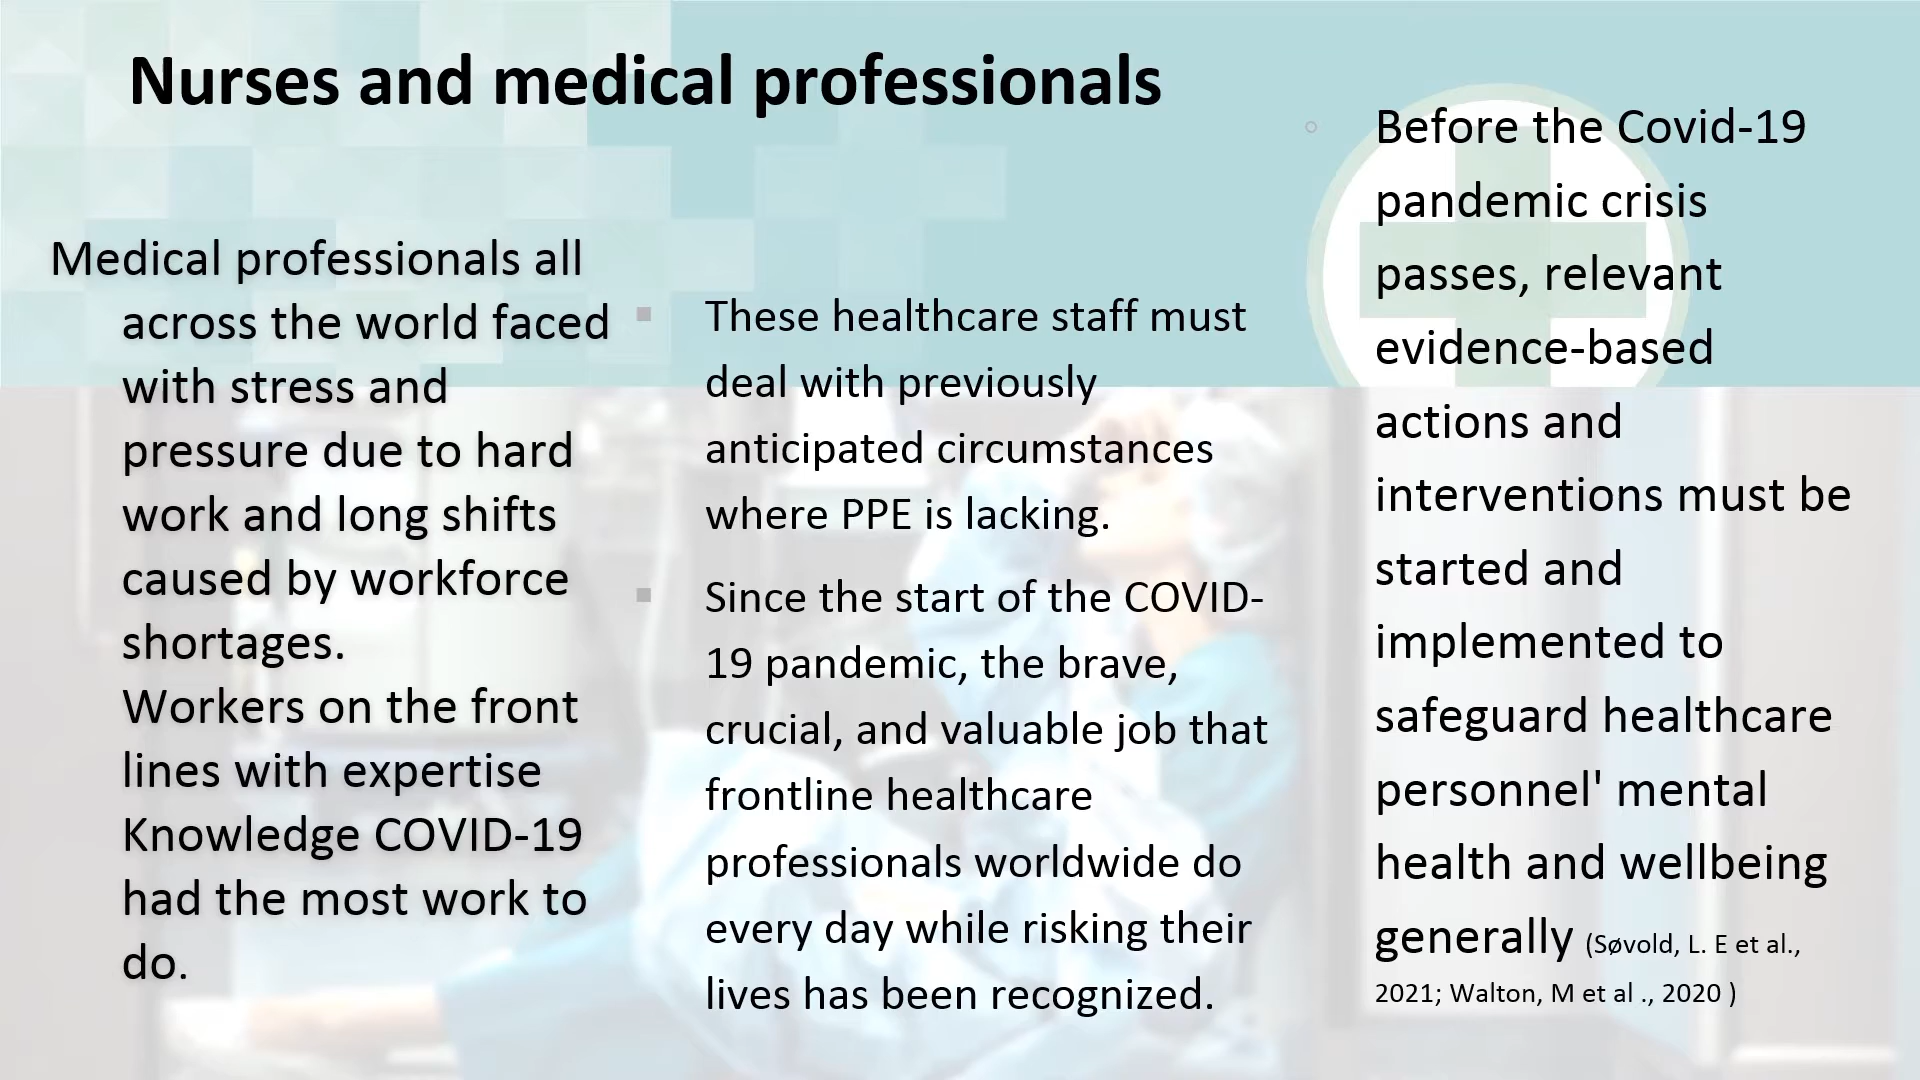 Nurses and medical professionals
Medical professionals all
across the world faced
with stress and
pressure due to hard
work and long shifts
caused by workforce
shortages.
Workers on the front
lines with expertise
Knowledge COVID-19
had the most work to
do.
These healthcare staff must
deal with previously
anticipated circumstances
where PPE is lacking.
Since the start of the COVID-
19 pandemic, the brave,
crucial, and valuable job that
frontline healthcare
professionals worldwide do
every day while risking their
lives has been recognized.
Before the Covid-19
pandemic crisis
passes, relevant
evidence-based
actions and
interventions must be
started and
implemented to
safeguard healthcare
personnel' mental
health and wellbeing
generally (Søvold, L. E et al.,
2021; Walton, M et al ., 2020 )